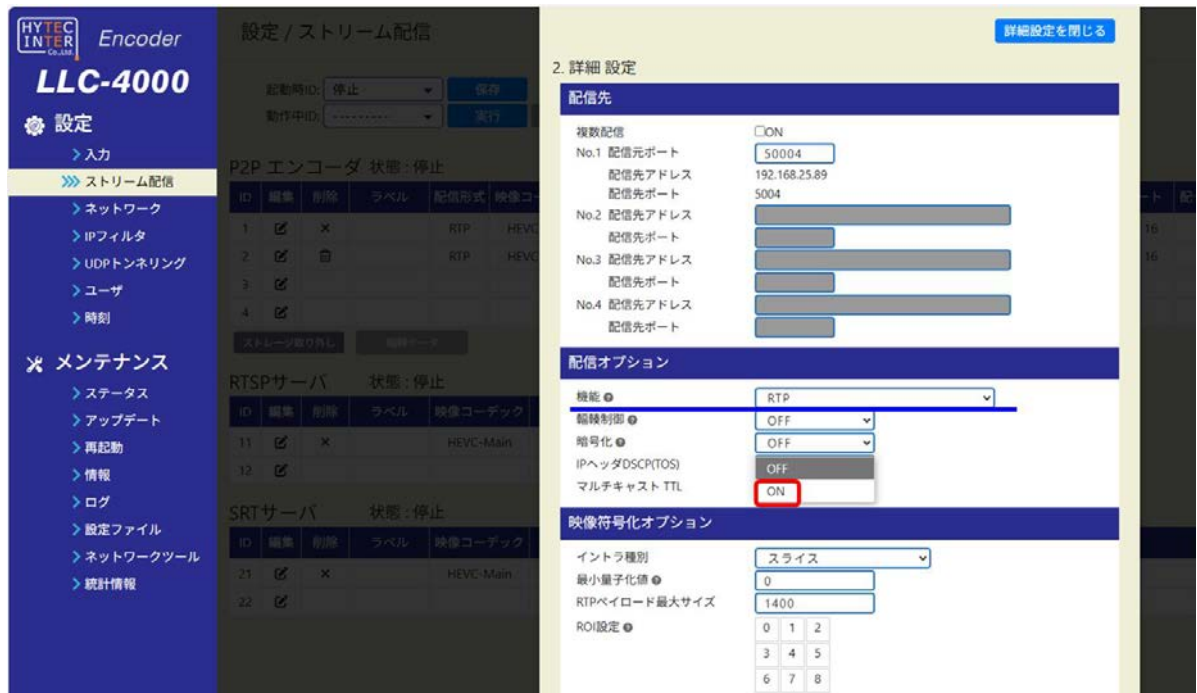 HYTEC
INTER
Co.,Ltd.
Encoder
LLC-4000
設定
入力
ストリーム配信
ネットワーク
IPフィルタ
UDPトンネリング
ユーザ
時刻
メンテナンス
ステータス
アップデート
再起動
情報
ログ
設定ファイル
ネットワークツール
統計情報
設定 / ストリーム配信
起動時ID: 停止 保存
動作中ID: --------- 実行
P2P エンコーダ 状態 : 停止
ID 編集 削除 ラベル 配信形式 映像コー
1 RTP HEVC 16
2 RTP HEVC 16
3
4
ストレージ取り外し
RTSPサーバ 状態 : 停止
ID 編集 削除 ラベル 映像コーデック
11 HEVC-Main
12
SRTサーバ 状態 : 停止
ID 編集 削除 ラベル 映像コーデック
21 HEVC-Main
22
詳細設定を閉じる
2. 詳細 設定
配信先
複数配信 ON
No.1 配信元ポート 50004
配信先アドレス 192.168.25.89
配信先ポート 5004
No.2 配信先アドレス
配信先ポート
No.3 配信先アドレス
配信先ポート
No.4 配信先アドレス
配信先ポート
配信オプション
機能 RTP
輻輳制御 OFF
暗号化 OFF
IPヘッダDSCP(TOS) OFF
マルチキャスト TTL ON
映像符号化オプション
イントラ種別 スライス
最小量子化値 0
RTPペイロード最大サイズ 1400
ROI設定 0 1 2
3 4 5
6 7 8